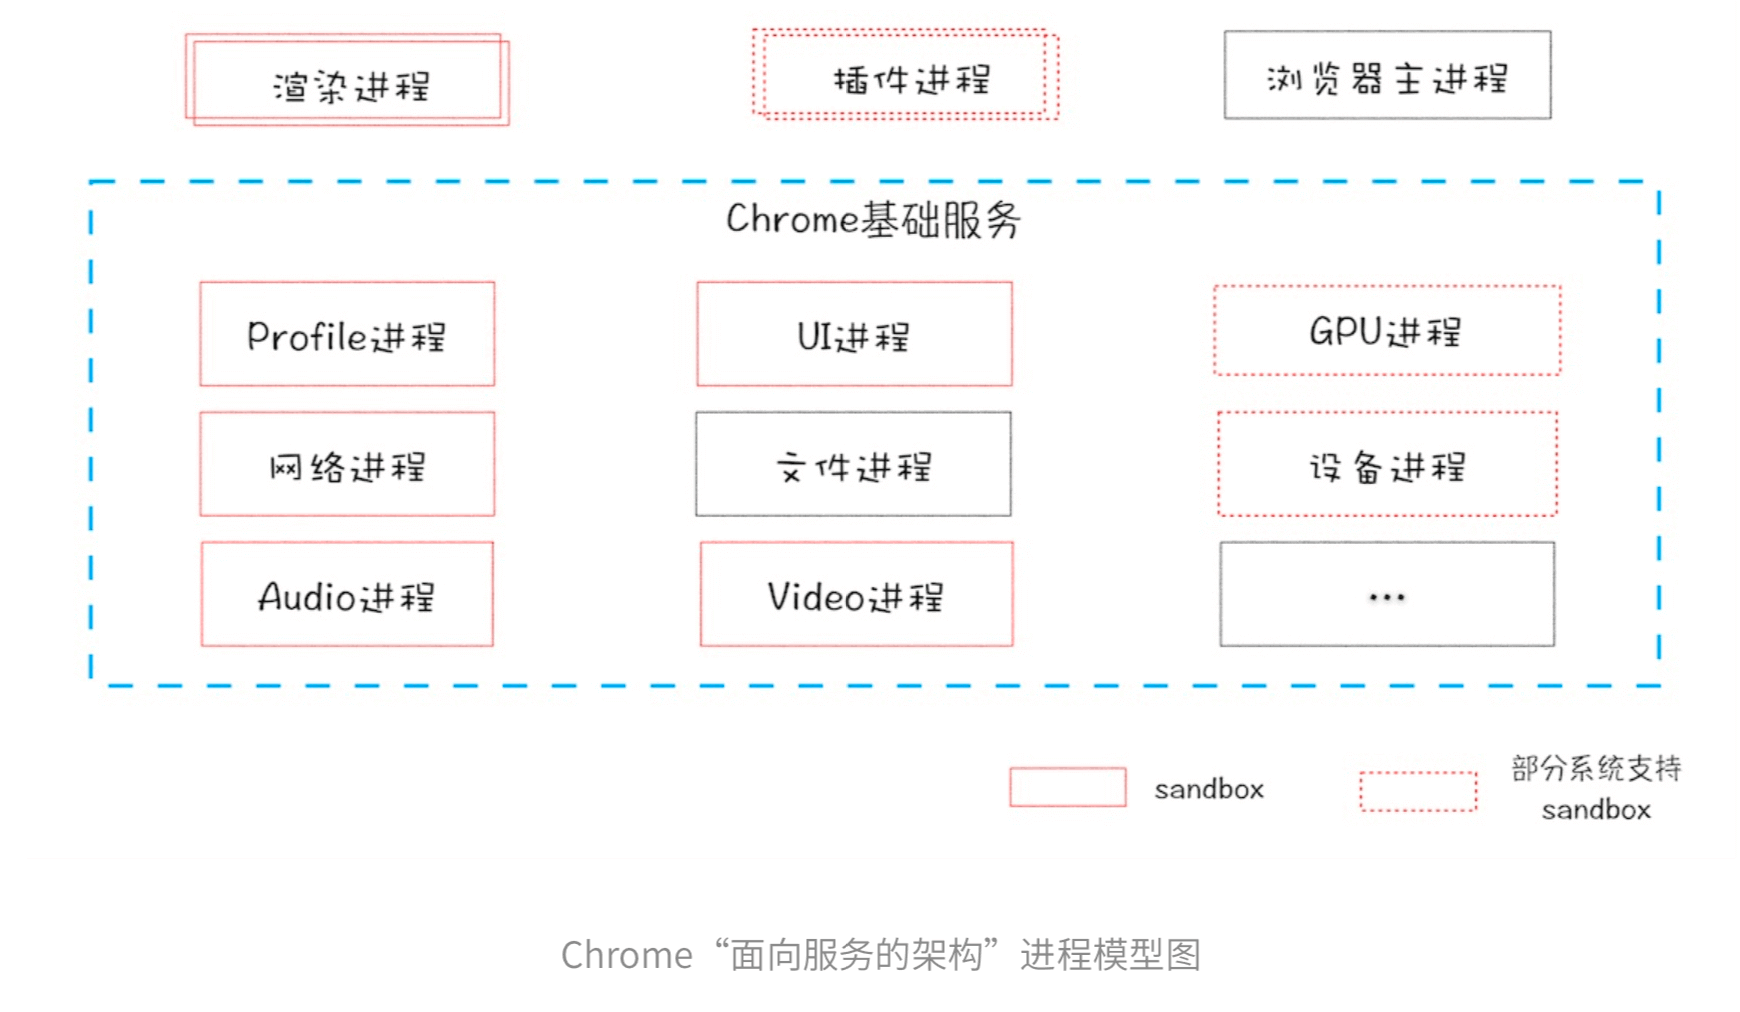 渲染进程
插件进程
浏览器主进程
Chrome基础服务
Profile进程
UI进程
GPU进程
网络进程
文件进程
设备进程
Audio进程
Video进程
...
sandbox
部分系统支持
sandbox
Chrome“面向服务的架构”进程模型图